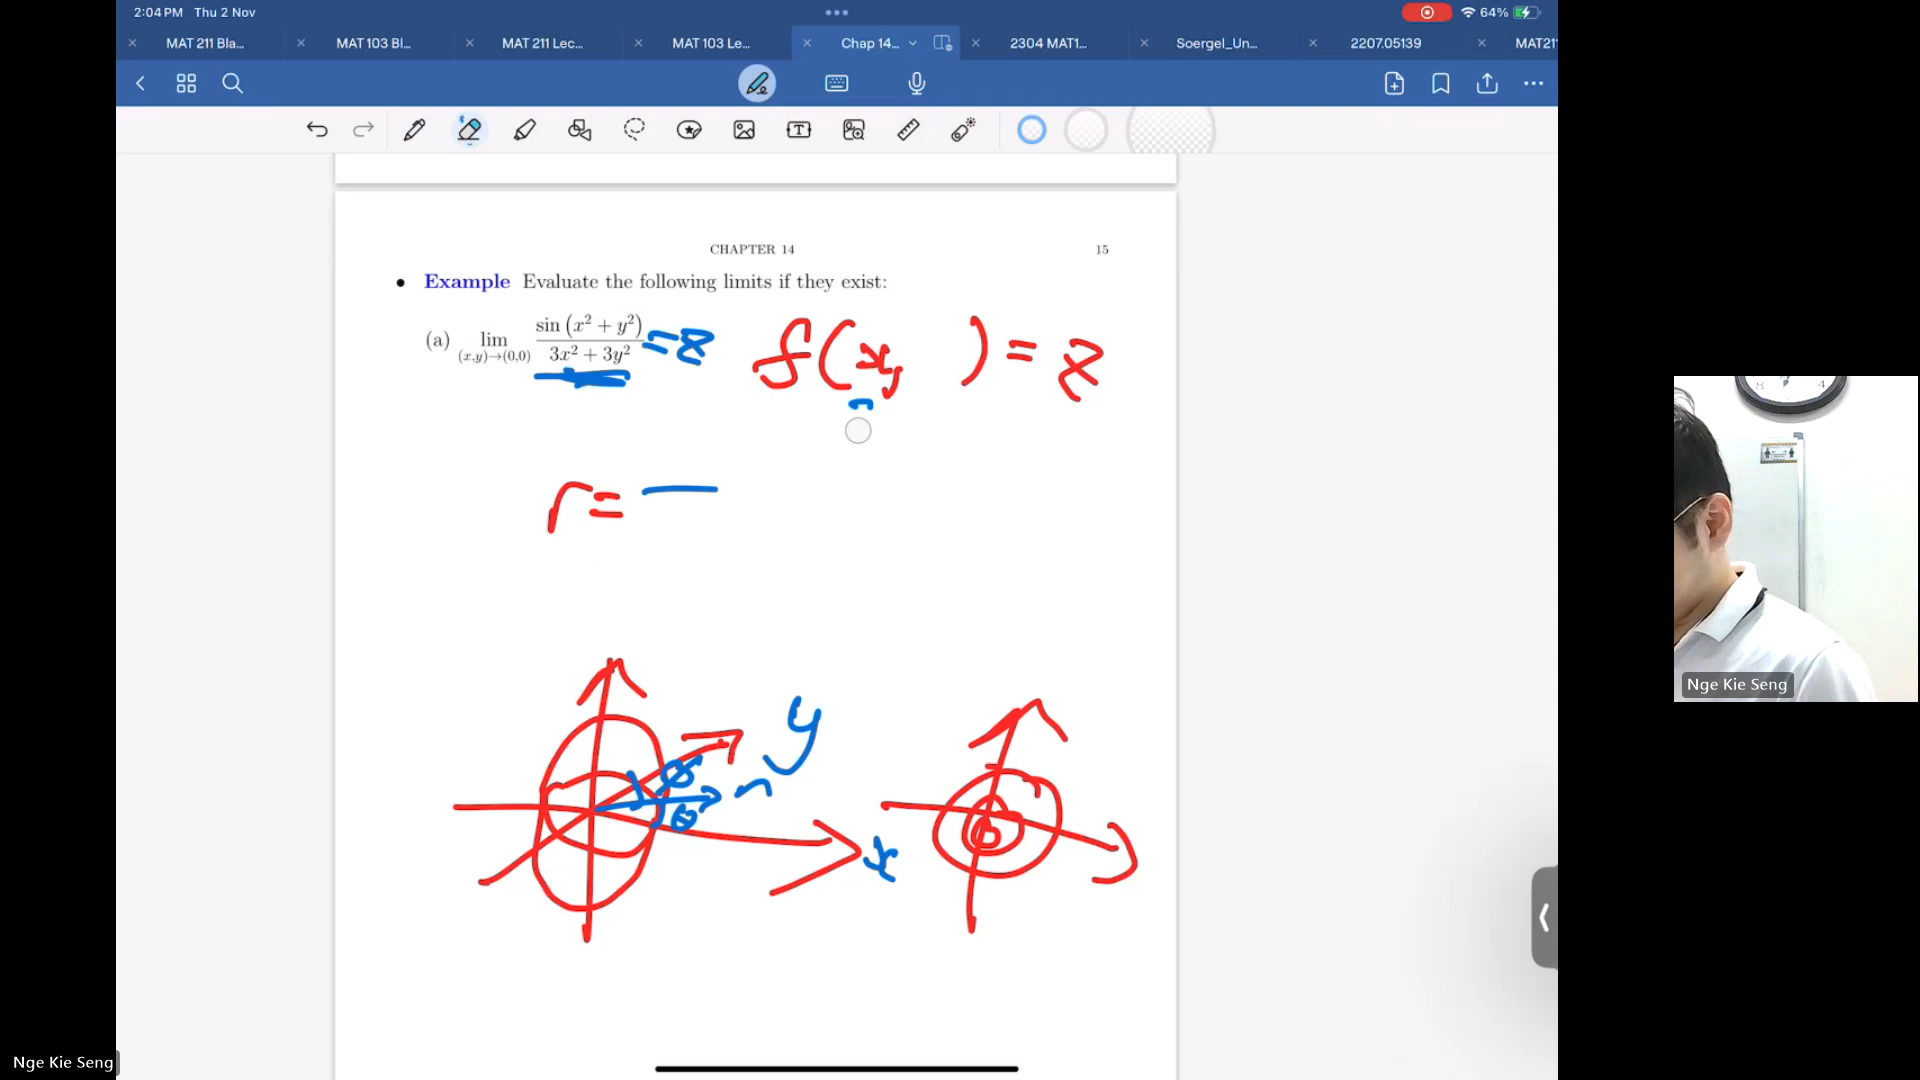 2:04 PM Thu 2 Nov
64%
MAT 211 Bla...
MAT 103 Bl...
MAT 211 Lec...
MAT 103 Le...
Chap 14...
2304 MAT1...
Soergel_Un...
2207.05139
MAT21
CHAPTER 14
15
• Example Evaluate the following limits if they exist:
(a) lim (x,y)→(0,0) sin (x² + y²) / 3x² + 3y² = z
f(x, ) = z
r =
y
θ
θ
x
8
4
Nge Kie Seng
Nge Kie Seng